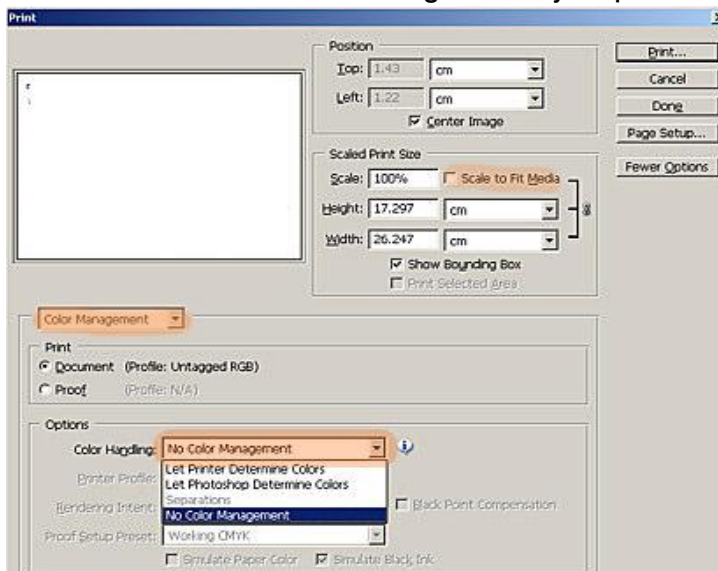 Print
Position
Top: 1.43 cm
Left: 1.22 cm
Center Image
Scaled Print Size
Scale: 100% Scale to Fit Media
Height: 17.297 cm
Width: 26.247 cm
Show Bounding Box
Print Selected Area
Print...
Cancel
Done
Page Setup...
Fewer Options
Color Management
Print
Document (Profile: Untagged RGB)
Proof (Profile: N/A)
Options
Color Handling: No Color Management
Let Printer Determine Colors
Let Photoshop Determine Colors
Separations
No Color Management
Printer Profile:
Rendering Intent: Black Point Compensation
Proof Setup Preset: Working CMYK
Simulate Paper Color Simulate Black Ink